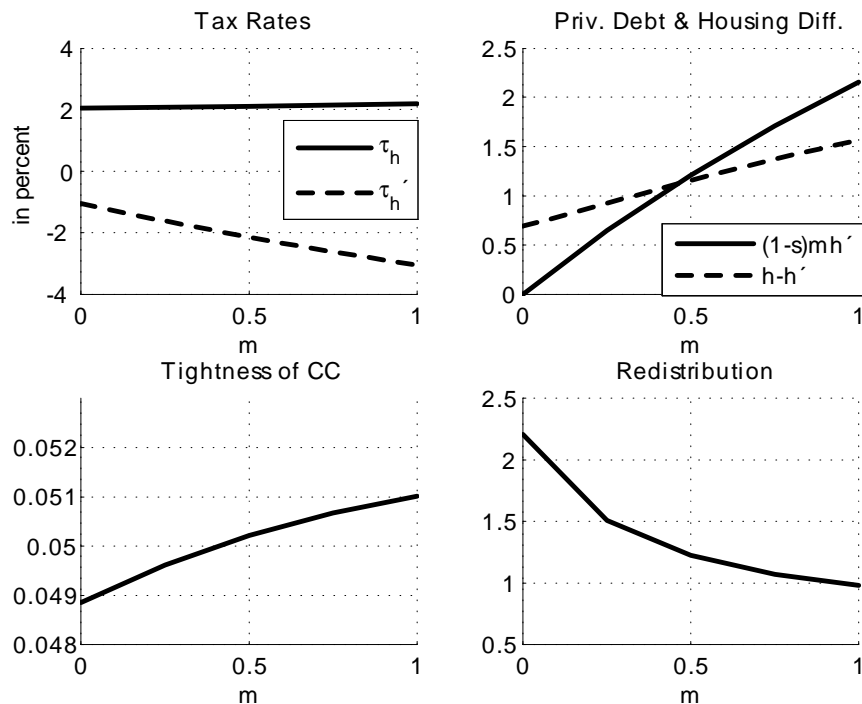 Tax Rates
4
2
0
-2
-4
in percent
τh
τh´
0
0.5
1
m
Priv. Debt & Housing Diff.
2.5
2
1.5
1
0.5
0
(1-s)mh´
h-h´
0
0.5
1
m
Tightness of CC
0.052
0.051
0.05
0.049
0.048
0
0.5
1
m
Redistribution
2.5
2
1.5
1
0.5
0
0.5
1
m